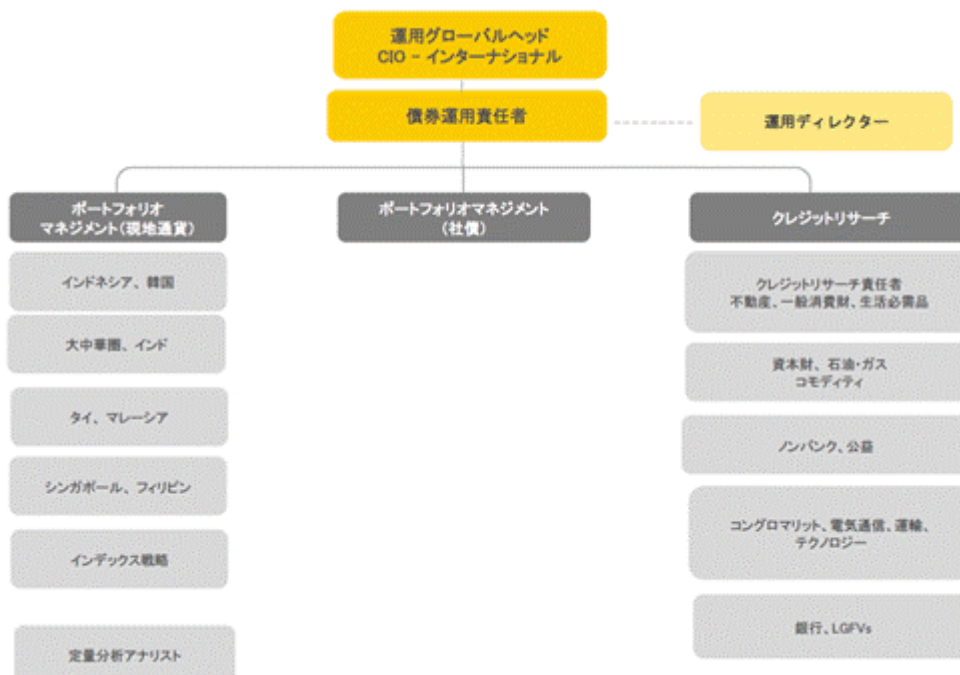 運用グローバルヘッド
CIO - インターナショナル
債券運用責任者
運用ディレクター
ポートフォリオ
マネジメント(現地通貨)
インドネシア、韓国
大中華圏、インド
タイ、マレーシア
シンガポール、フィリピン
インデックス戦略
定量分析アナリスト
ポートフォリオマネジメント
(社債)
クレジットリサーチ
クレジットリサーチ責任者
不動産、一般消費財、生活必需品
資本財、石油・ガス
コモディティ
ノンバンク、公益
コングロマリット、電気通信、運輸、
テクノロジー
銀行、LGFVs